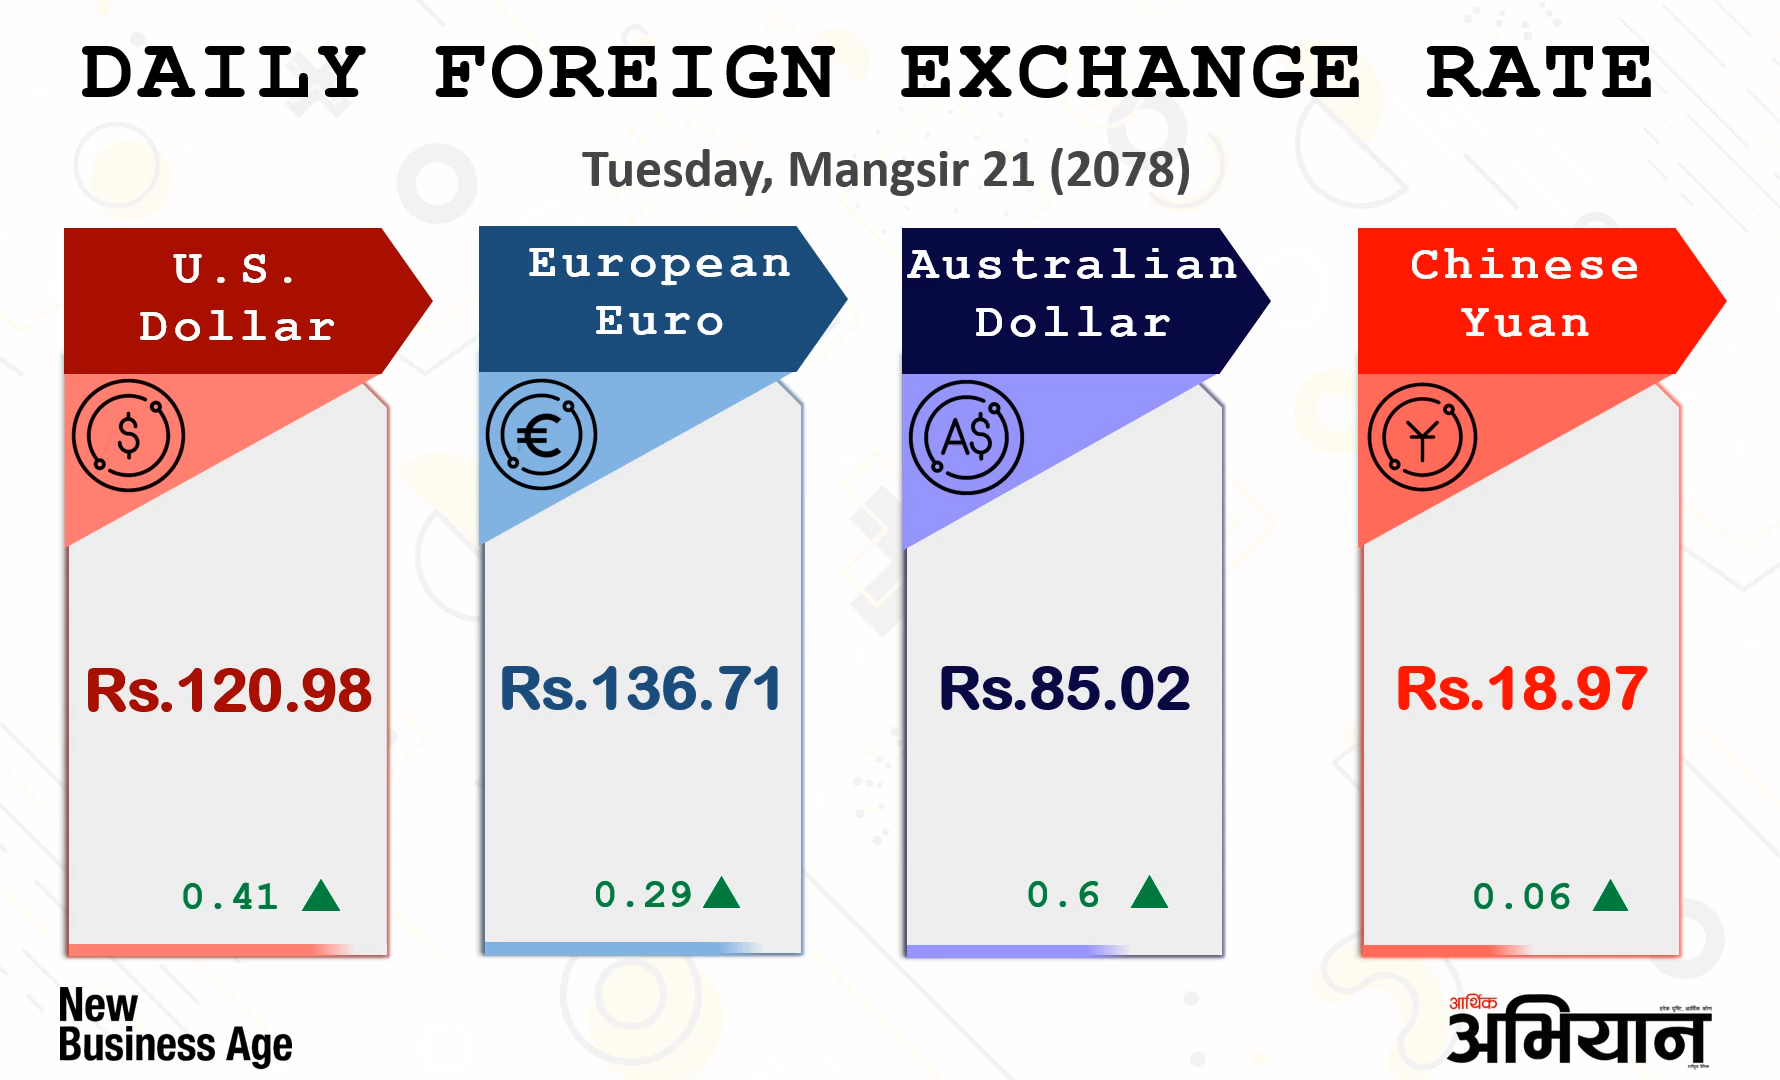 DAILY FOREIGN EXCHANGE RATE
Tuesday, Mangsir 21 (2078)
U.S.
Dollar
$
Rs.120.98
0.41
European
Euro
€
Rs.136.71
0.29
Australian
Dollar
A$
Rs.85.02
0.6
Chinese
Yuan
Rs.18.97
0.06
New
Business Age
आर्थिक
अभियान